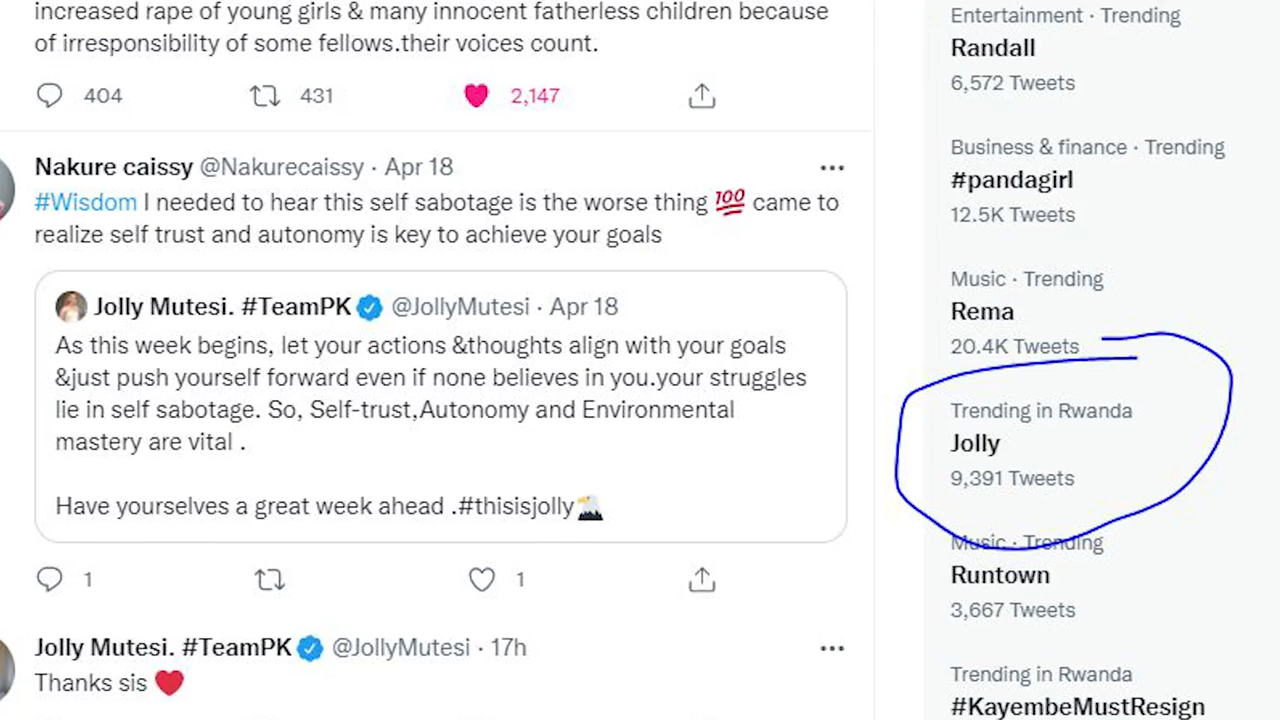 increased rape of young girls & many innocent fatherless children because
of irresponsibility of some fellows.their voices count.
404 431 2,147
Nakure caissy @Nakurecaissy · Apr 18
#Wisdom I needed to hear this self sabotage is the worse thing 💯 came to
realize self trust and autonomy is key to achieve your goals
Jolly Mutesi. #TeamPK @JollyMutesi · Apr 18
As this week begins, let your actions &thoughts align with your goals
&just push yourself forward even if none believes in you.your struggles
lie in self sabotage. So, Self-trust,Autonomy and Environmental
mastery are vital .
Have yourselves a great week ahead .#thisisjolly
1 1
Jolly Mutesi. #TeamPK @JollyMutesi · 17h
Thanks sis ❤️
Entertainment · Trending
Randall
6,572 Tweets
Business & finance · Trending
#pandagirl
12.5K Tweets
Music · Trending
Rema
20.4K Tweets
Trending in Rwanda
Jolly
9,391 Tweets
Music · Trending
Runtown
3,667 Tweets
Trending in Rwanda
#KayembeMustResign